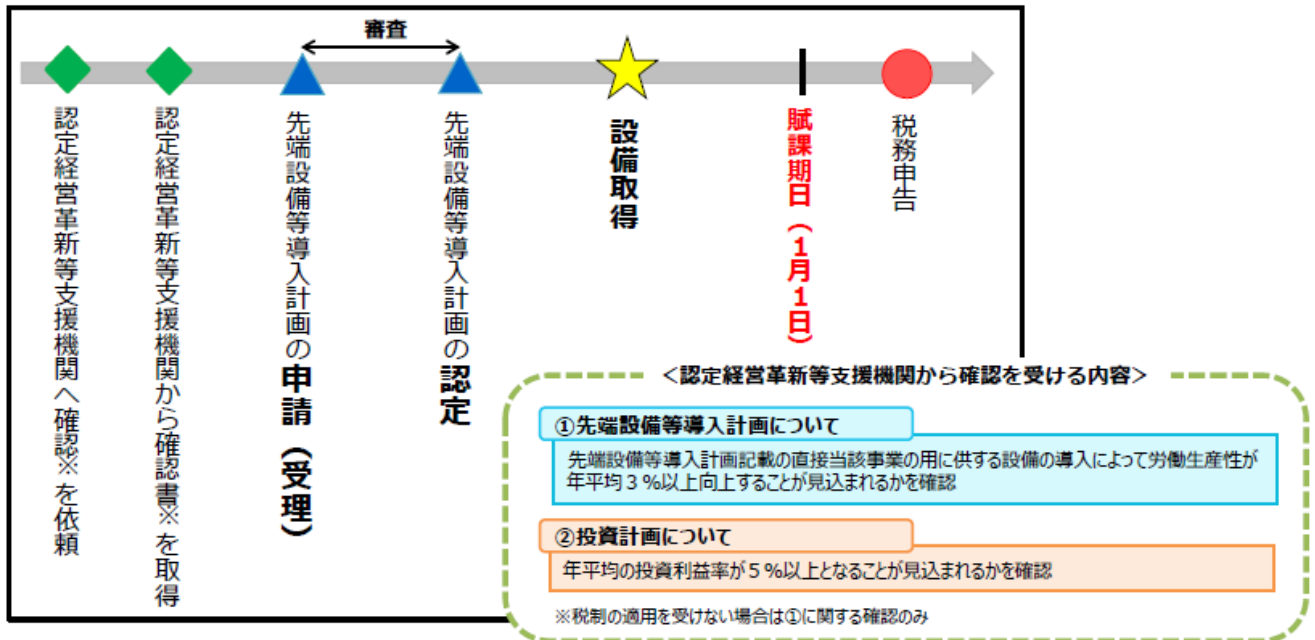 審査
認定経営革新等支援機関へ確認※を依頼
認定経営革新等支援機関から確認書※を取得
先端設備等導入計画の申請（受理）
先端設備等導入計画の認定
設備取得
賦課期日（1月1日）
税務申告
＜認定経営革新等支援機関から確認を受ける内容＞
①先端設備等導入計画について
先端設備等導入計画記載の直接当該事業の用に供する設備の導入によって労働生産性が
年平均３％以上向上することが見込まれるかを確認
②投資計画について
年平均の投資利益率が５％以上となることが見込まれるかを確認
※税制の適用を受けない場合は①に関する確認のみ